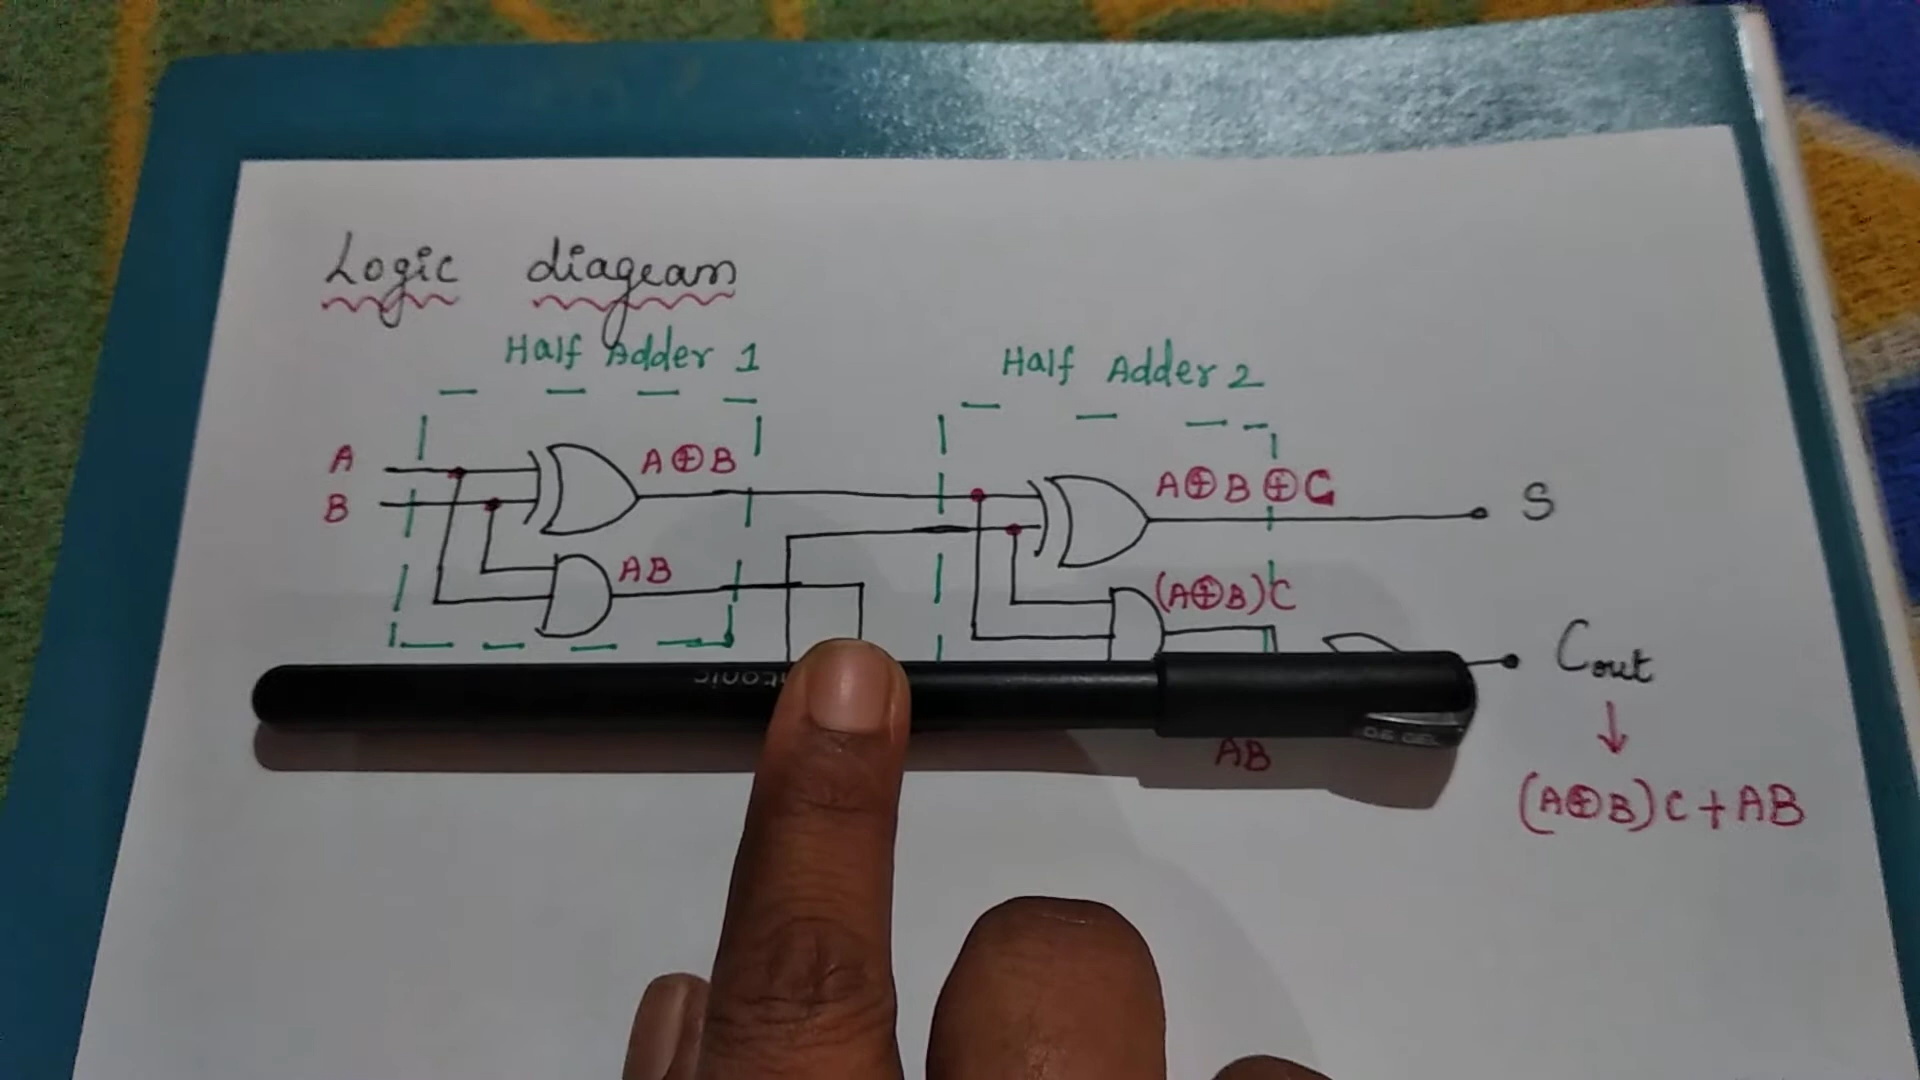 Logic diagram
Half Adder 1
Half Adder 2
A
B
A⊕B
AB
A⊕B⊕C
(A⊕B)C
S
Cout
AB
(A⊕B)C+AB